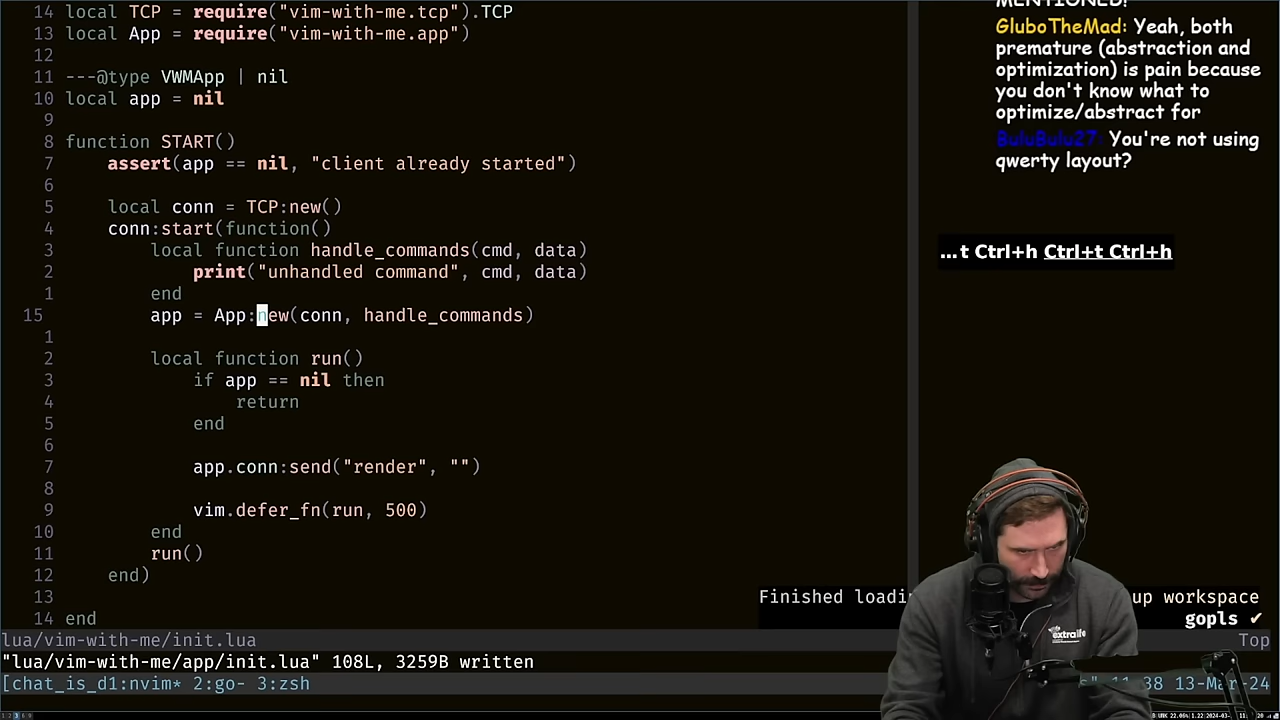 14 local TCP = require("vim-with-me.tcp").TCP
13 local App = require("vim-with-me.app")
12
11 ---@type VWMApp | nil
10 local app = nil
9
8 function START()
7 assert(app == nil, "client already started")
6
5 local conn = TCP:new()
4 conn:start(function()
3 local function handle_commands(cmd, data)
2 print("unhandled command", cmd, data)
1 end
15 app = App:new(conn, handle_commands)
1
2 local function run()
3 if app == nil then
4 return
5 end
6
7 app.conn:send("render", "")
8
9 vim.defer_fn(run, 500)
10 end
11 run()
12 end)
13
14 end
lua/vim-with-me/init.lua Top
"lua/vim-with-me/app/init.lua" 108L, 3259B written
[chat_is_d1:nvim* 2:go- 3:zsh 13-Mar-24
MENTIONED!
GluboTheMad: Yeah, both
premature (abstraction and
optimization) is pain because
you don't know what to
optimize/abstract for
BuluBulu27: You're not using
qwerty layout?
...t Ctrl+h Ctrl+t Ctrl+h
Finished loadi up workspace
gopls ✔
extralife